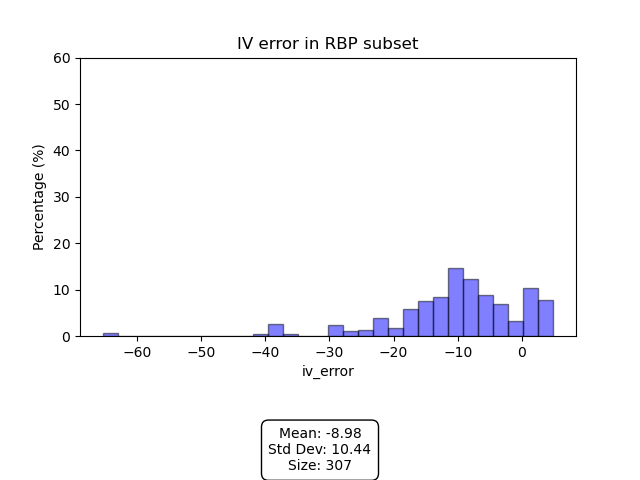 IV error in RBP subset
60
50
40
30
20
10
0
Percentage (%)
−60 −50 −40 −30 −20 −10 0
iv_error
Mean: -8.98
Std Dev: 10.44
Size: 307